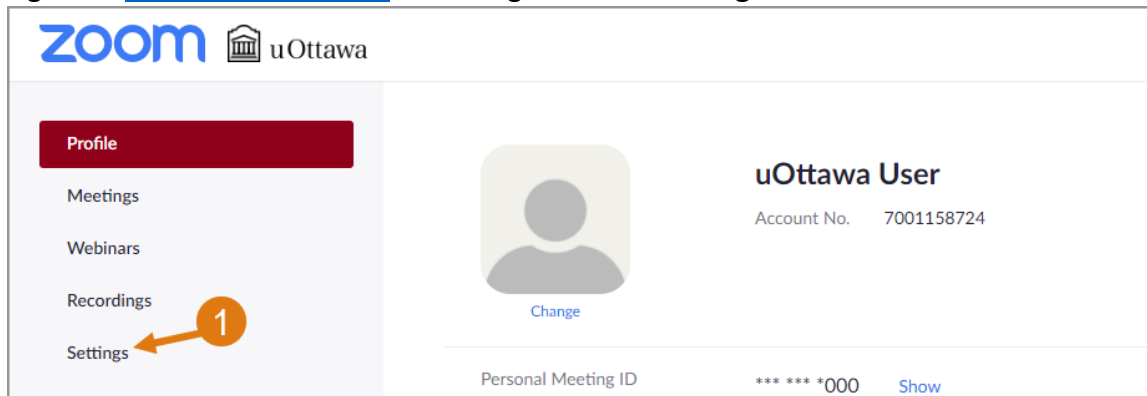 zoom uOttawa
Profile
Meetings
Webinars
Recordings
1
Settings
uOttawa User
Account No. 7001158724
Change
Personal Meeting ID *** *** *000 Show